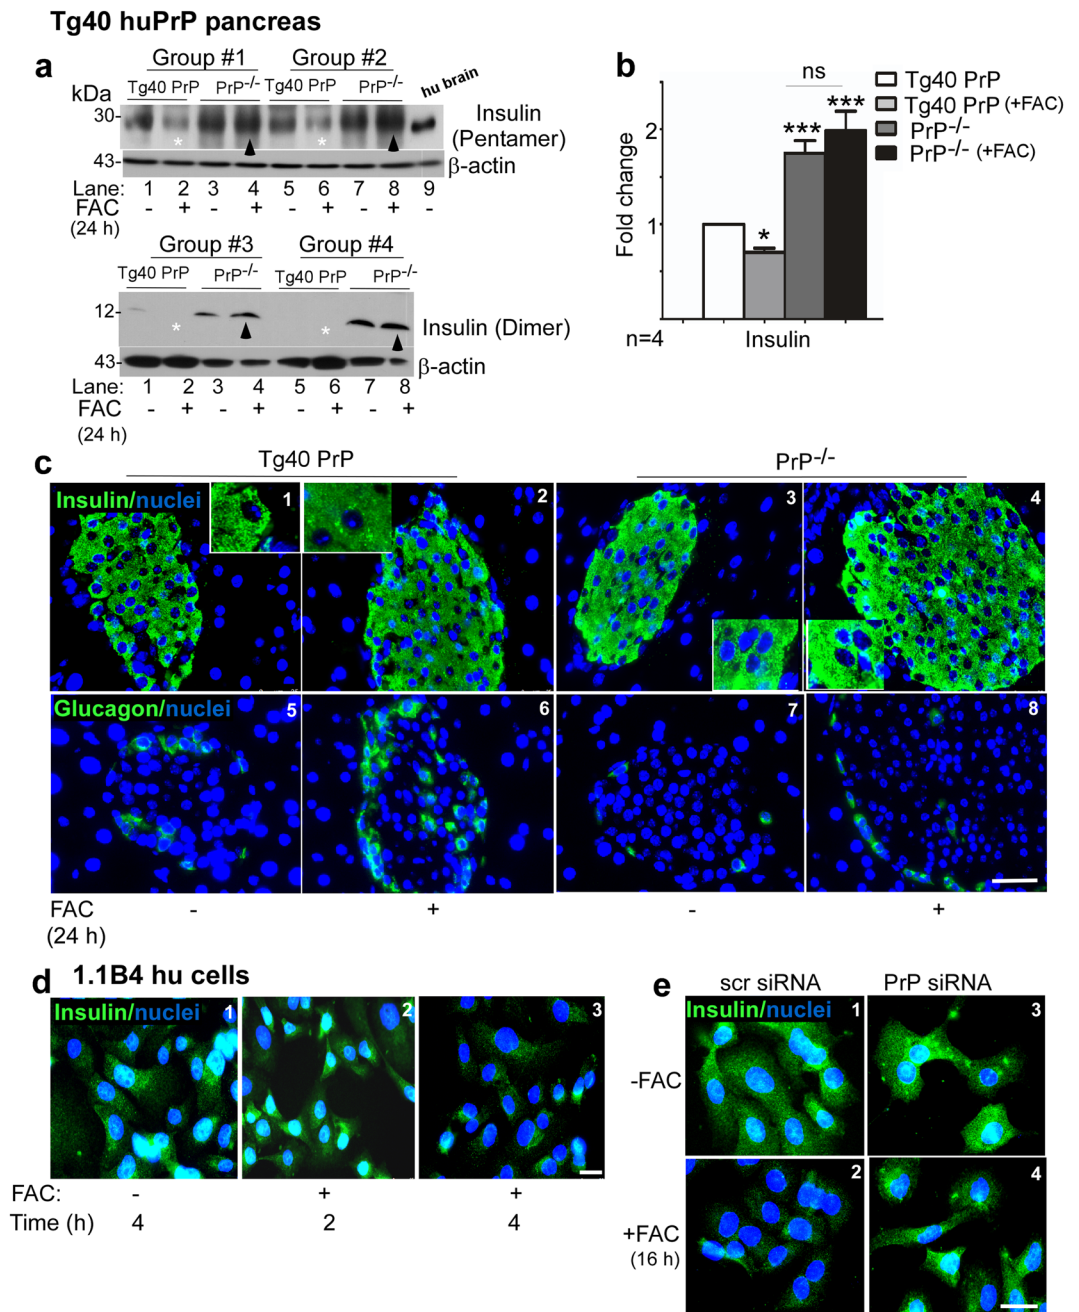 Tg40 huPrP pancreas
a
Group #1 Group #2
Tg40 PrP PrP-/- Tg40 PrP PrP-/- hu brain
kDa
30-
Insulin
(Pentamer)
* *
43-
β-actin
Lane: 1 2 3 4 5 6 7 8 9
FAC - + - + - + - + -
(24 h)
Group #3 Group #4
Tg40 PrP PrP-/- Tg40 PrP PrP-/-
12-
* *
Insulin (Dimer)
43-
β-actin
Lane: 1 2 3 4 5 6 7 8
FAC - + - + - + - +
(24 h)
b
ns
*** ***
*
Fold change
2
1
n=4
Insulin
Tg40 PrP
Tg40 PrP (+FAC)
PrP-/-
PrP-/- (+FAC)
c
Tg40 PrP PrP-/-
Insulin/nuclei 1 2 3 4
Glucagon/nuclei 5 6 7 8
FAC - + - +
(24 h)
d 1.1B4 hu cells
Insulin/nuclei 1 2 3
FAC: - + +
Time (h) 4 2 4
e
scr siRNA PrP siRNA
Insulin/nuclei 1 3
-FAC
2 4
+FAC
(16 h)